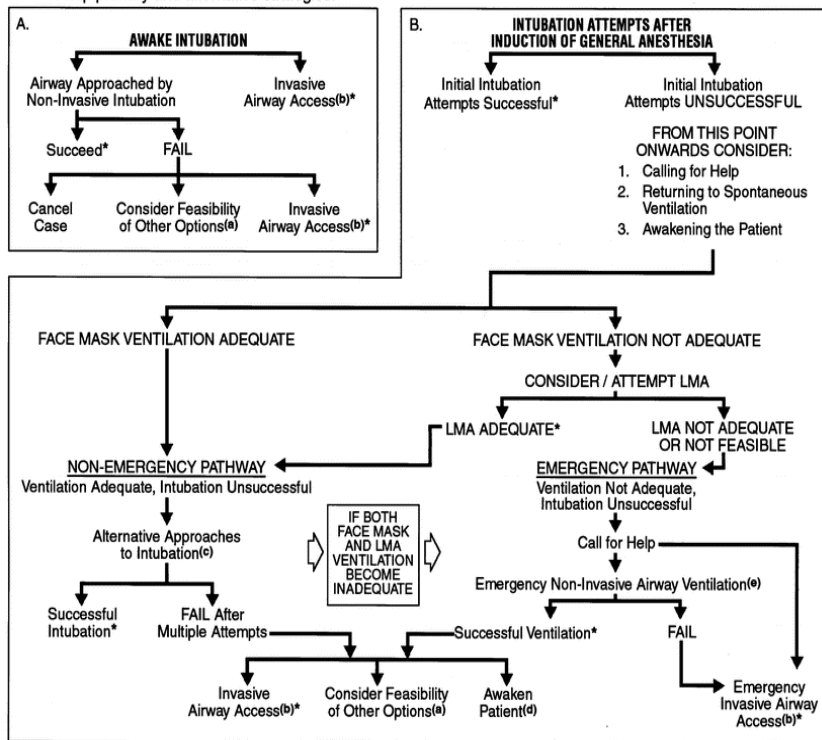 A.
AWAKE INTUBATION
Airway Approached by
Non-Invasive Intubation
Invasive
Airway Access(b)*
Succeed*
FAIL
Cancel
Case
Consider Feasibility
of Other Options(a)
Invasive
Airway Access(b)*
B.
INTUBATION ATTEMPTS AFTER
INDUCTION OF GENERAL ANESTHESIA
Initial Intubation
Attempts Successful*
Initial Intubation
Attempts UNSUCCESSFUL
FROM THIS POINT
ONWARDS CONSIDER:
1. Calling for Help
2. Returning to Spontaneous
Ventilation
3. Awakening the Patient
FACE MASK VENTILATION ADEQUATE
FACE MASK VENTILATION NOT ADEQUATE
CONSIDER / ATTEMPT LMA
LMA ADEQUATE*
LMA NOT ADEQUATE
OR NOT FEASIBLE
NON-EMERGENCY PATHWAY
Ventilation Adequate, Intubation Unsuccessful
EMERGENCY PATHWAY
Ventilation Not Adequate,
Intubation Unsuccessful
Alternative Approaches
to Intubation(c)
IF BOTH
FACE MASK
AND LMA
VENTILATION
BECOME
INADEQUATE
Call for Help
Emergency Non-Invasive Airway Ventilation(e)
Successful
Intubation*
FAIL After
Multiple Attempts
Successful Ventilation*
FAIL
Invasive
Airway Access(b)*
Consider Feasibility
of Other Options(a)
Awaken
Patient(d)
Emergency
Invasive Airway
Access(b)*